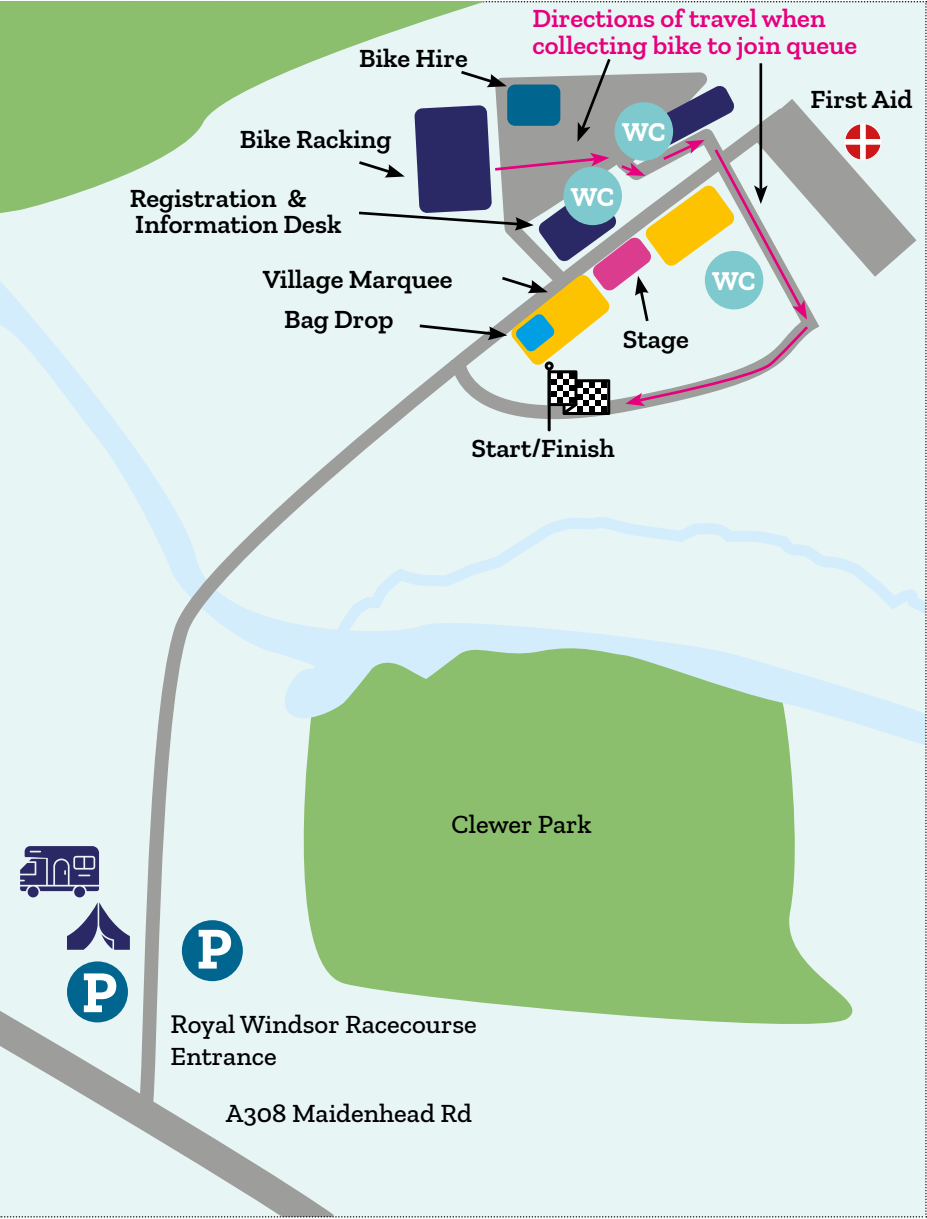 Directions of travel when
collecting bike to join queue
Bike Hire
First Aid
WC
Bike Racking
Registration &
Information Desk
WC
Village Marquee
WC
Bag Drop
Stage
Start/Finish
Clewer Park
P
P
Royal Windsor Racecourse
Entrance
A308 Maidenhead Rd